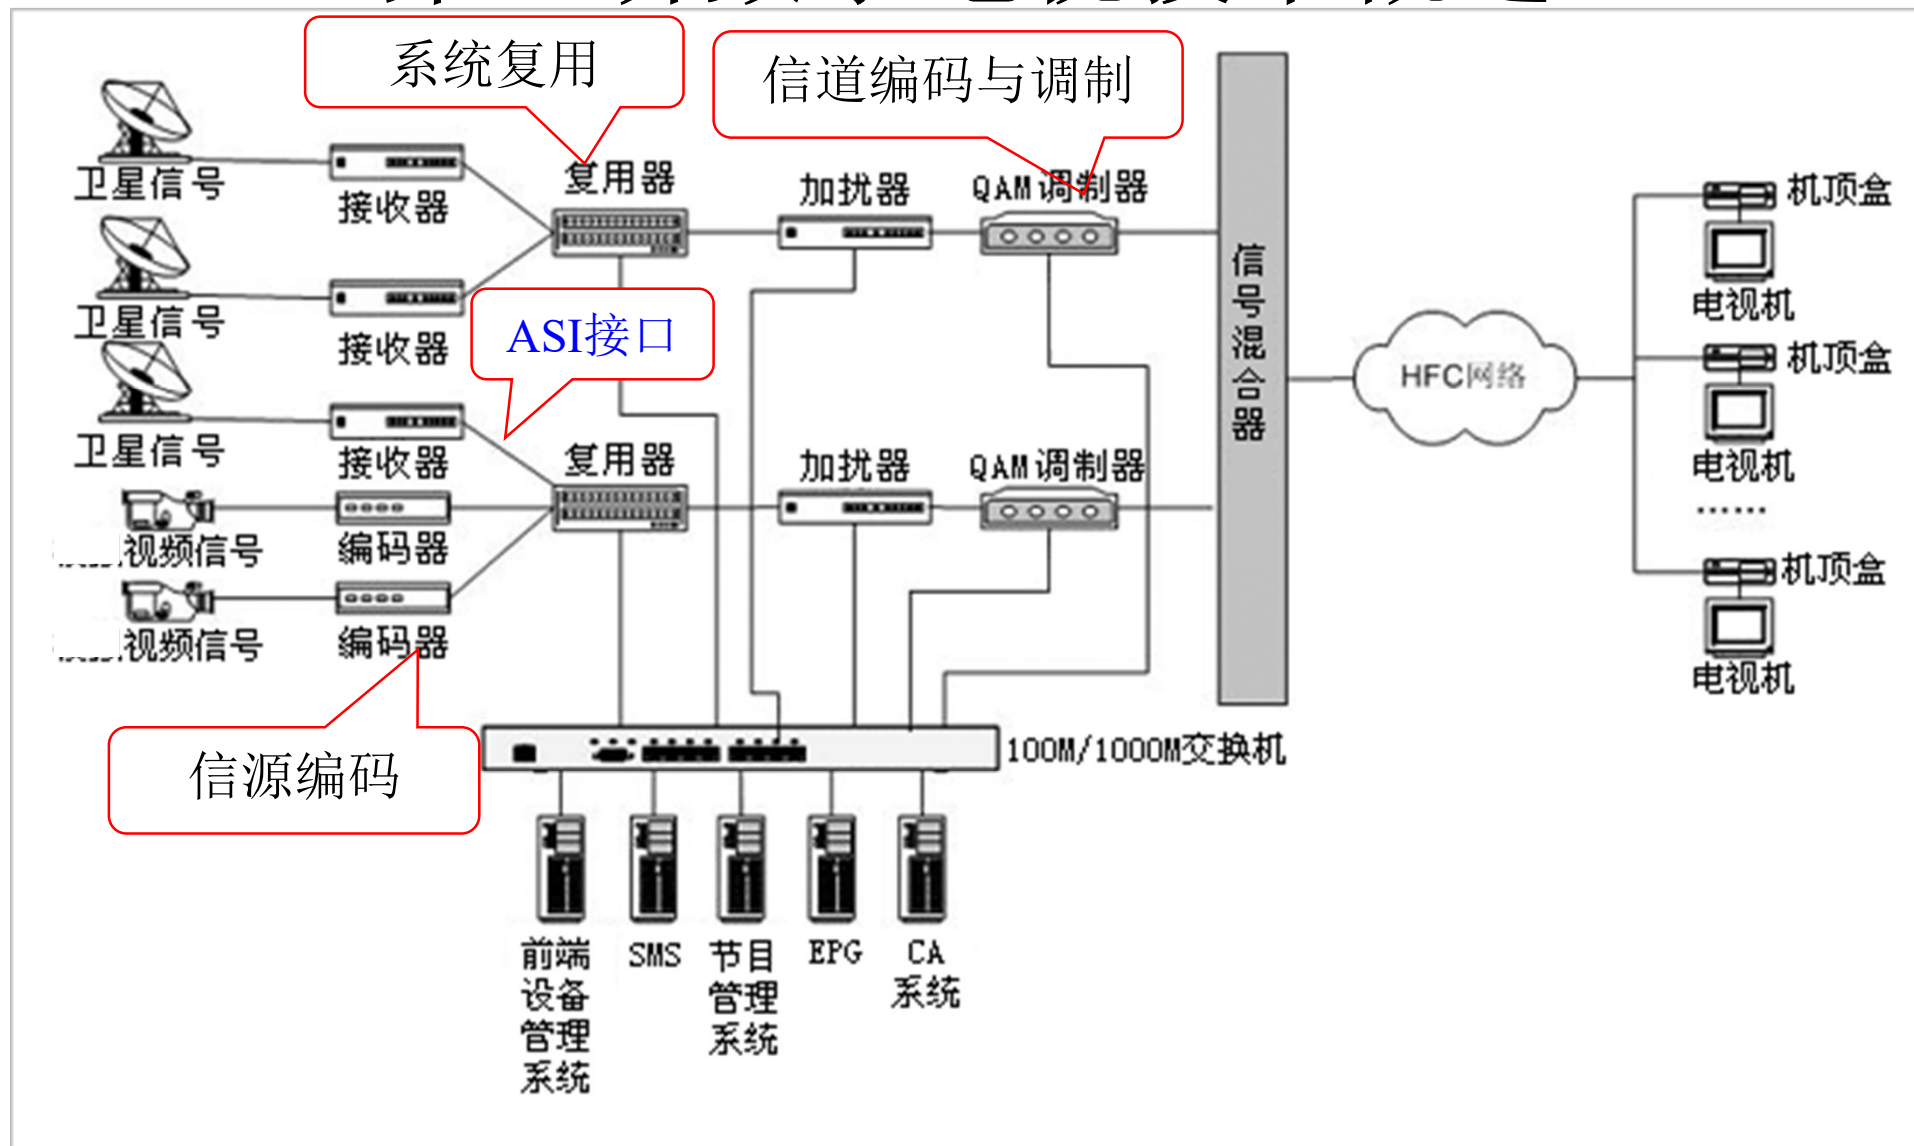 系统复用
信道编码与调制
卫星信号
接收器
复用器
加扰器
QAM调制器
卫星信号
接收器
ASI接口
卫星信号
接收器
复用器
加扰器
QAM调制器
视频信号
编码器
视频信号
编码器
信源编码
信号混合器
HFC网络
机顶盒
电视机
机顶盒
电视机
······
机顶盒
电视机
100M/1000M交换机
前端
设备
管理
系统
SMS
节目
管理
系统
EPG
CA
系统